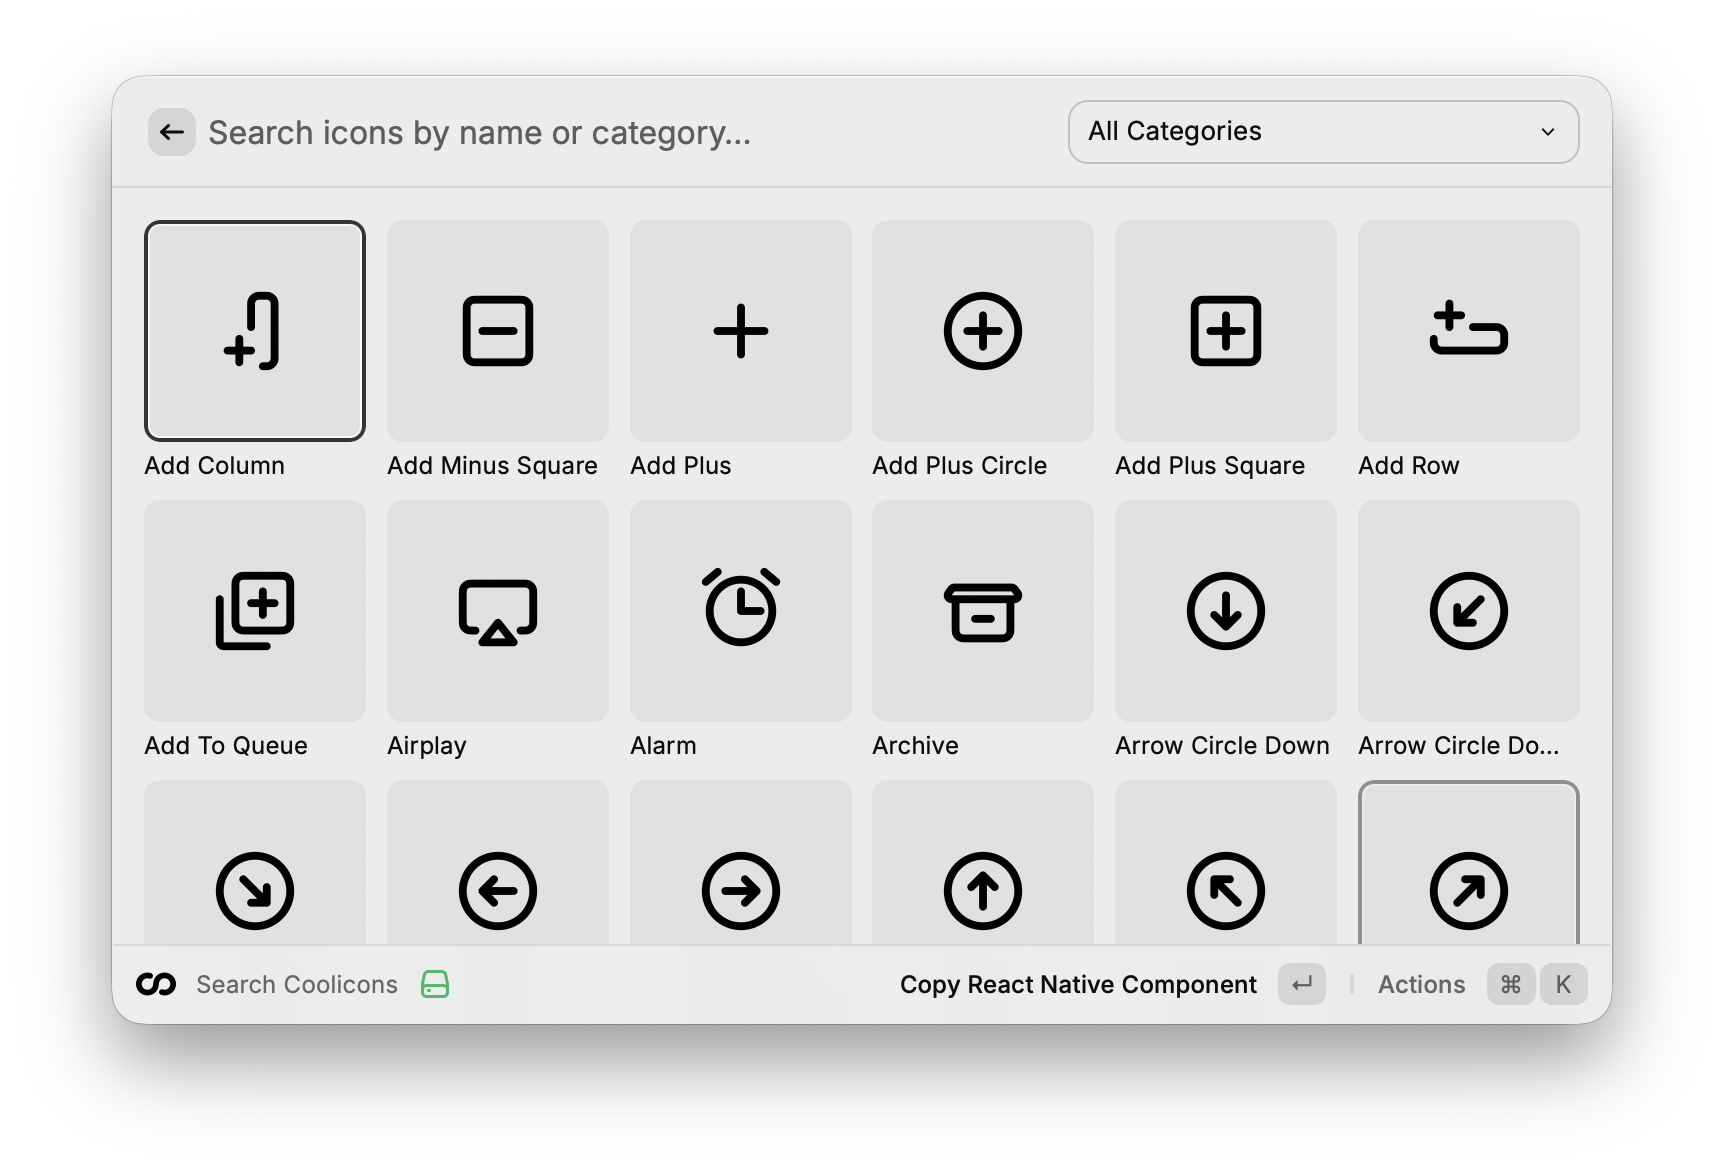 Search icons by name or category...
All Categories
Add Column
Add Minus Square
Add Plus
Add Plus Circle
Add Plus Square
Add Row
Add To Queue
Airplay
Alarm
Archive
Arrow Circle Down
Arrow Circle Do...
Search Coolicons
Copy React Native Component
Actions
⌘ K